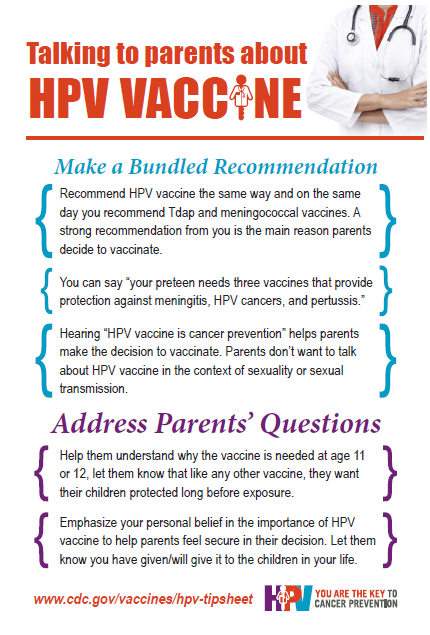 Talking to parents about
HPV VACCINE
Make a Bundled Recommendation
Recommend HPV vaccine the same way and on the same
day you recommend Tdap and meningococcal vaccines. A
strong recommendation from you is the main reason parents
decide to vaccinate.
You can say “your preteen needs three vaccines that provide
protection against meningitis, HPV cancers, and pertussis.”
Hearing “HPV vaccine is cancer prevention” helps parents
make the decision to vaccinate. Parents don’t want to talk
about HPV vaccine in the context of sexuality or sexual
transmission.
Address Parents’ Questions
Help them understand why the vaccine is needed at age 11
or 12, let them know that like any other vaccine, they want
their children protected long before exposure.
Emphasize your personal belief in the importance of HPV
vaccine to help parents feel secure in their decision. Let them
know you have given/will give it to the children in your life.
www.cdc.gov/vaccines/hpv-tipsheet
HPV YOU ARE THE KEY TO
CANCER PREVENTION